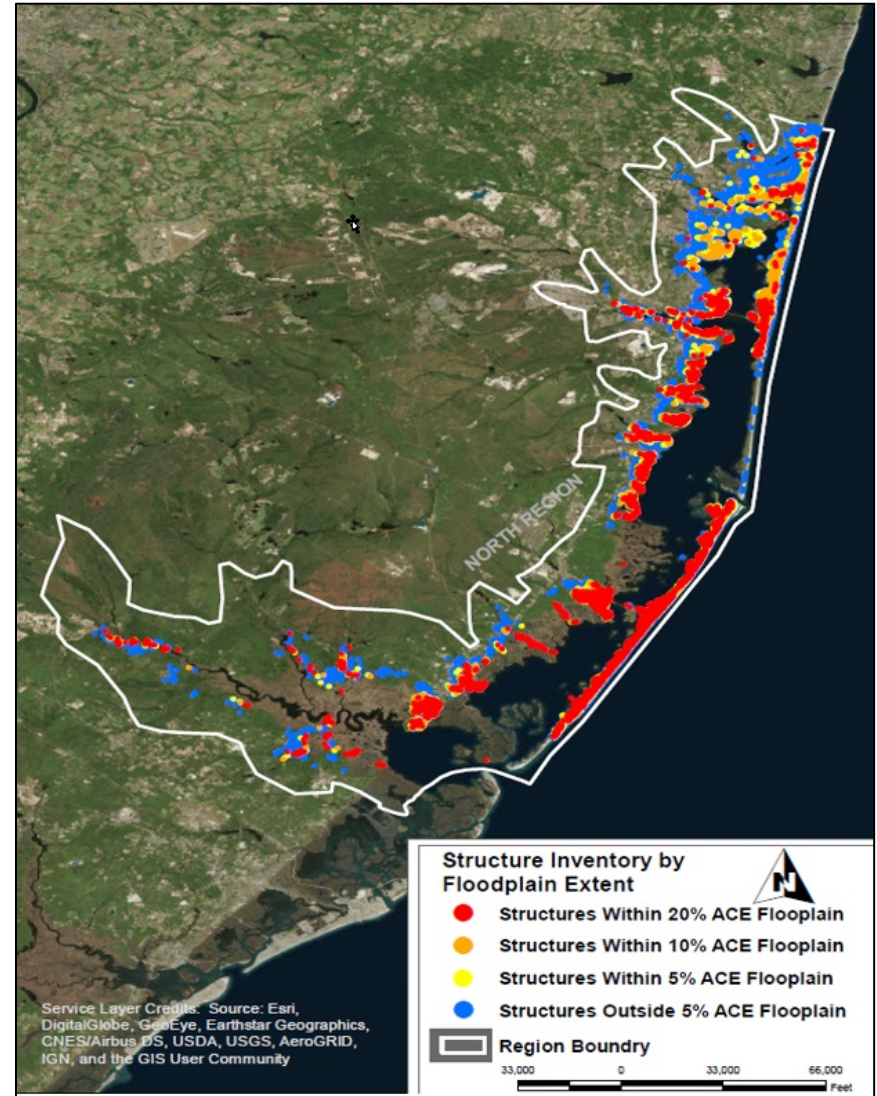 NORTH REGION
Structure Inventory by
Floodplain Extent
N
Structures Within 20% ACE Flooplain
Structures Within 10% ACE Flooplain
Structures Within 5% ACE Flooplain
Structures Outside 5% ACE Flooplain
Region Boundry
33,000 0 33,000 66,000
Feet
Service Layer Credits: Source: Esri,
DigitalGlobe, GeoEye, Earthstar Geographics,
CNES/Airbus DS, USDA, USGS, AeroGRID,
IGN, and the GIS User Community